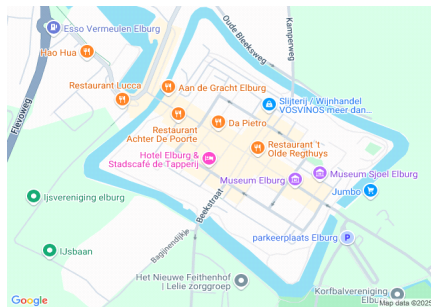 Esso Vermeulen Elburg
Hao Hua
Oude Bleeksweg
Kamperweg
Flevoweg
Restaurant Lucca
Aan de Gracht Elburg
Slijterij / Wijnhandel
VOSVINOS meer dan...
Restaurant
Achter De Poorte
Da Pietro
Restaurant 't
Olde Regthuys
Hotel Elburg &
Stadscafé de Tapperij
Museum Elburg
Museum Sjoel Elburg
Jumbo
Ijsvereniging elburg
Beekstraat
IJsbaan
Bagijnendijkje
parkeerplaats Elburg
Het Nieuwe Feithenhof
| Lelie zorggroep
Korfbalvereniging
Elburg
Google
Map data ©2025